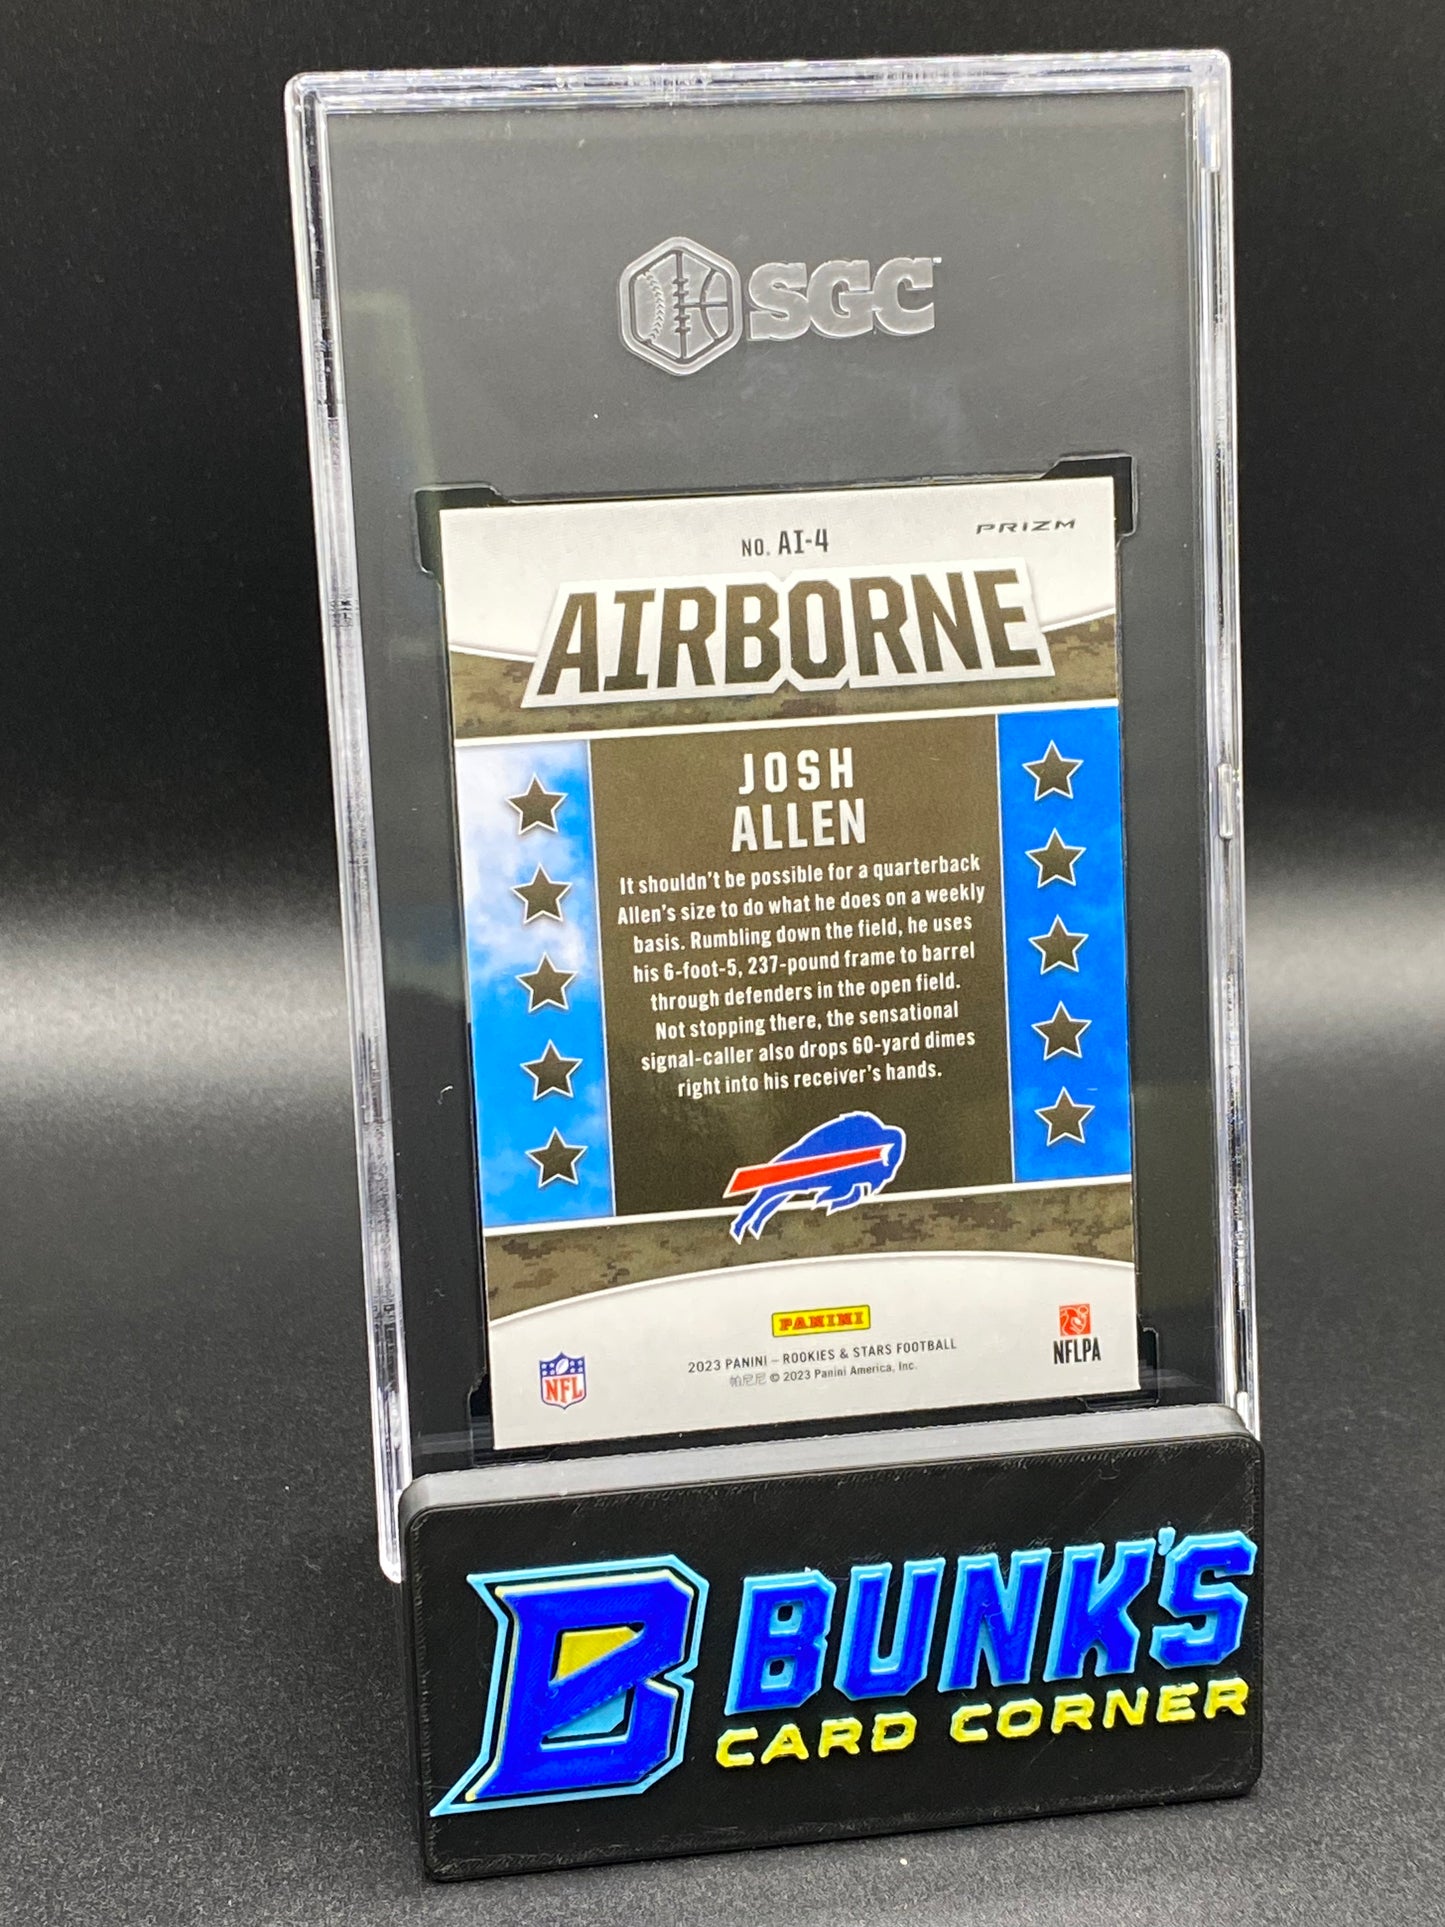 SGC
NO. AI-4
PRIZM
AIRBORNE
JOSH
ALLEN
It shouldn't be possible for a quarterback
Allen's size to do what he does on a weekly
basis. Rumbling down the field, he uses
his 6-foot-5, 237-pound frame to barrel
through defenders in the open field.
Not stopping there, the sensational
signal-caller also drops 60-yard dimes
right into his receiver's hands.
PANINI
NFL
2023 PANINI – ROOKIES & STARS FOOTBALL
帕尼尼 © 2023 Panini America, Inc.
NFLPA
B BUNK'S
CARD CORNER